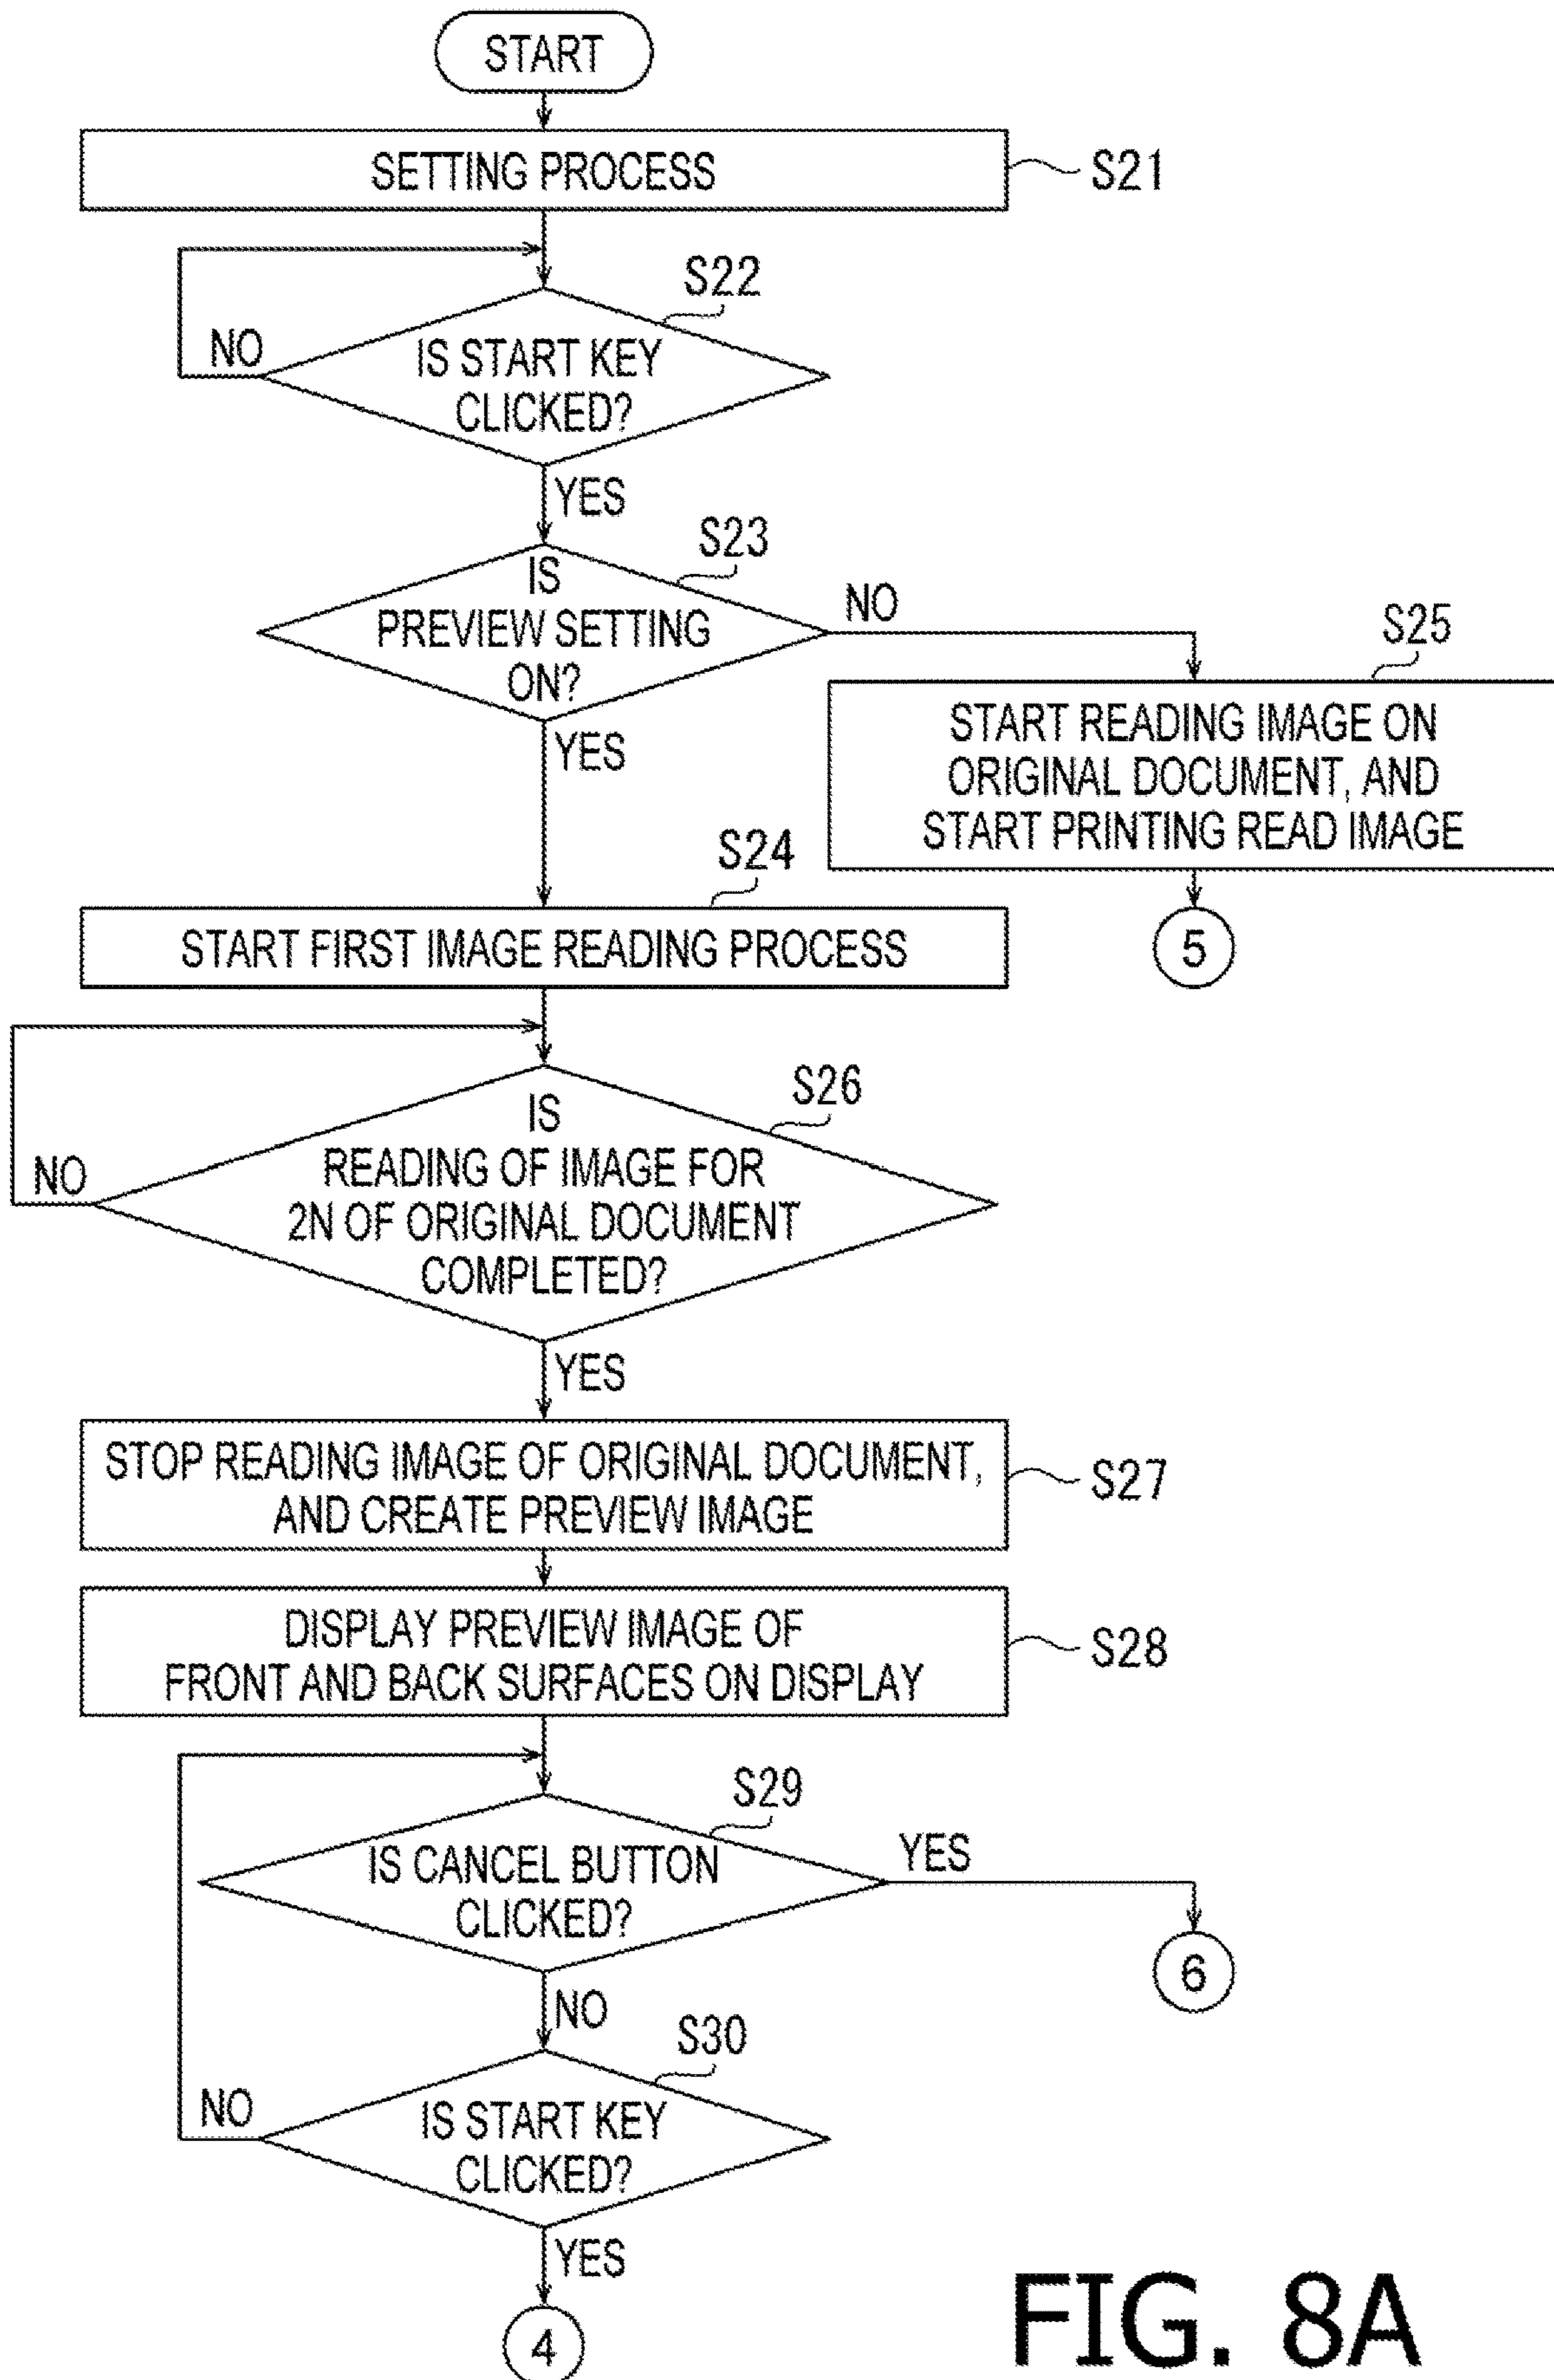 START
SETTING PROCESS
S21
S22
IS START KEY
CLICKED?
NO
YES
S23
IS
PREVIEW SETTING
ON?
NO
YES
S25
START READING IMAGE ON
ORIGINAL DOCUMENT, AND
START PRINTING READ IMAGE
5
S24
START FIRST IMAGE READING PROCESS
S26
IS
READING OF IMAGE FOR
2N OF ORIGINAL DOCUMENT
COMPLETED?
NO
YES
STOP READING IMAGE OF ORIGINAL DOCUMENT,
AND CREATE PREVIEW IMAGE
S27
DISPLAY PREVIEW IMAGE OF
FRONT AND BACK SURFACES ON DISPLAY
S28
S29
IS CANCEL BUTTON
CLICKED?
YES
6
NO
S30
IS START KEY
CLICKED?
NO
YES
4
FIG. 8A